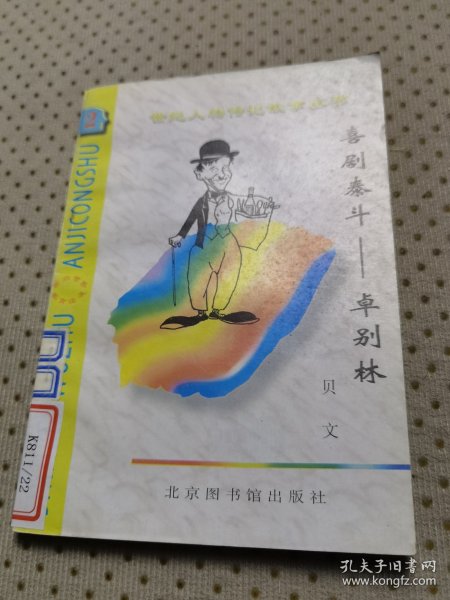 世纪人物传记故事丛书
喜剧泰斗——卓别林
贝文
北京图书馆出版社
2
ANJICONGSHU
K811/22
孔夫子旧书网
www.kongfz.com